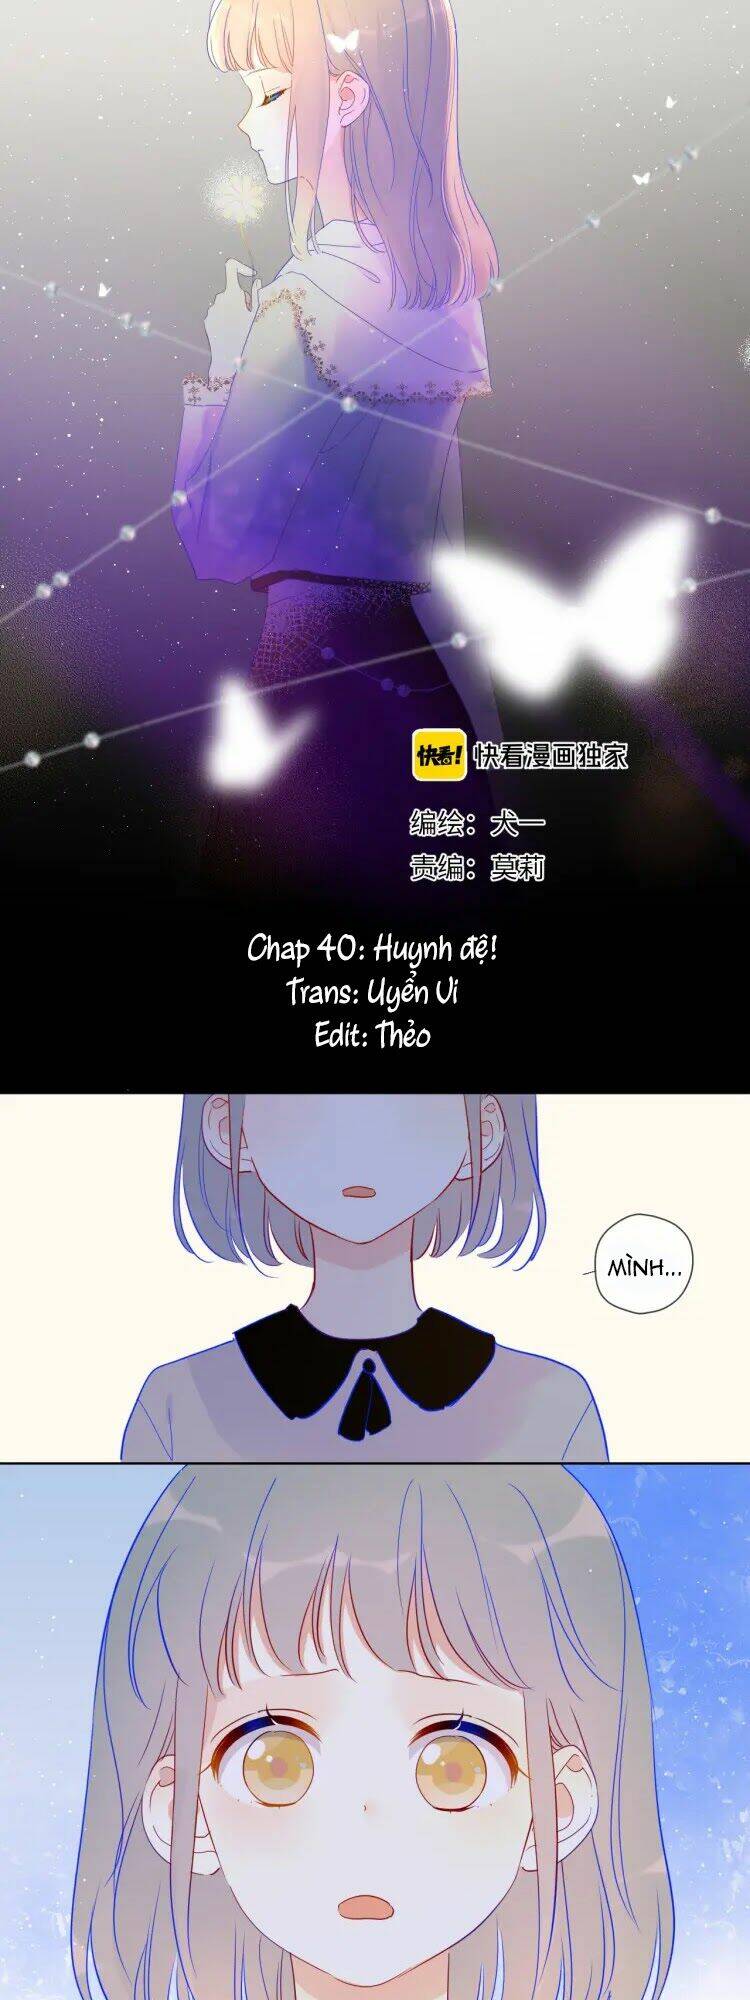 快看! 快看漫画独家
编绘：犬一
责编：莫莉
Chap 40: Huynh đệ!
Trans: Uyển Vi
Edit: Thẻo
MÌNH...